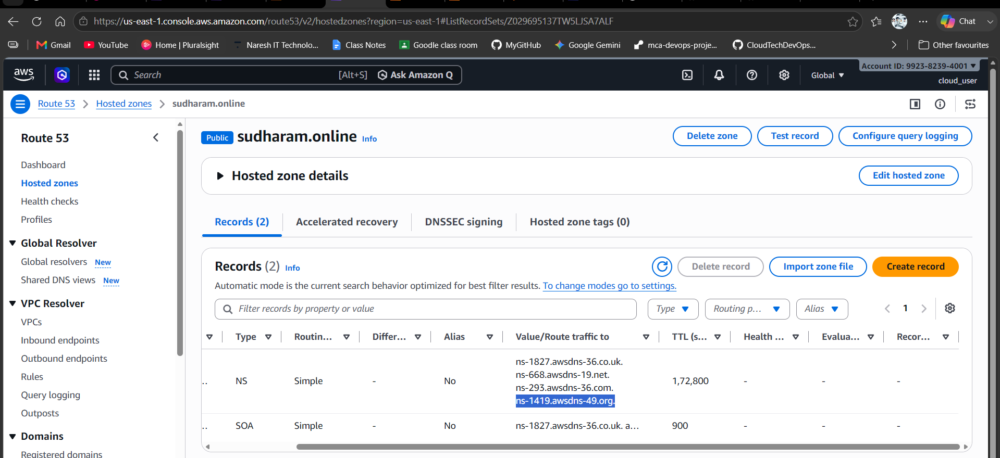 https://us-east-1.console.aws.amazon.com/route53/v2/hostedzones?region=us-east-1#ListRecordSets/Z029695137TW5LJSA7ALF
Chat
Gmail
YouTube
Home | Pluralsight
Naresh IT Technolo...
Class Notes
Goodle class room
MyGitHub
Google Gemini
mca-devops-proje...
CloudTechDevOps...
Other favourites
aws
Search
[Alt+S]
Ask Amazon Q
Global
Account ID: 9923-8239-4001
cloud_user
Route 53
Hosted zones
sudharam.online
Route 53
Dashboard
Hosted zones
Health checks
Profiles
Global Resolver
Global resolvers New
Shared DNS views New
VPC Resolver
VPCs
Inbound endpoints
Outbound endpoints
Rules
Query logging
Outposts
Domains
Registered domains
Public sudharam.online Info
Delete zone
Test record
Configure query logging
Hosted zone details
Edit hosted zone
Records (2)
Accelerated recovery
DNSSEC signing
Hosted zone tags (0)
Records (2) Info
Delete record
Import zone file
Create record
Automatic mode is the current search behavior optimized for best filter results. To change modes go to settings.
Filter records by property or value
Type
Routing p...
Alias
1
Type
Routin...
Differ...
Alias
Value/Route traffic to
TTL (s...
Health ...
Evalua...
Recor...
.. NS Simple - No
ns-1827.awsdns-36.co.uk.
ns-668.awsdns-19.net.
ns-293.awsdns-36.com.
ns-1419.awsdns-49.org.
1,72,800 - - -
.. SOA Simple - No ns-1827.awsdns-36.co.uk. a... 900 - - -